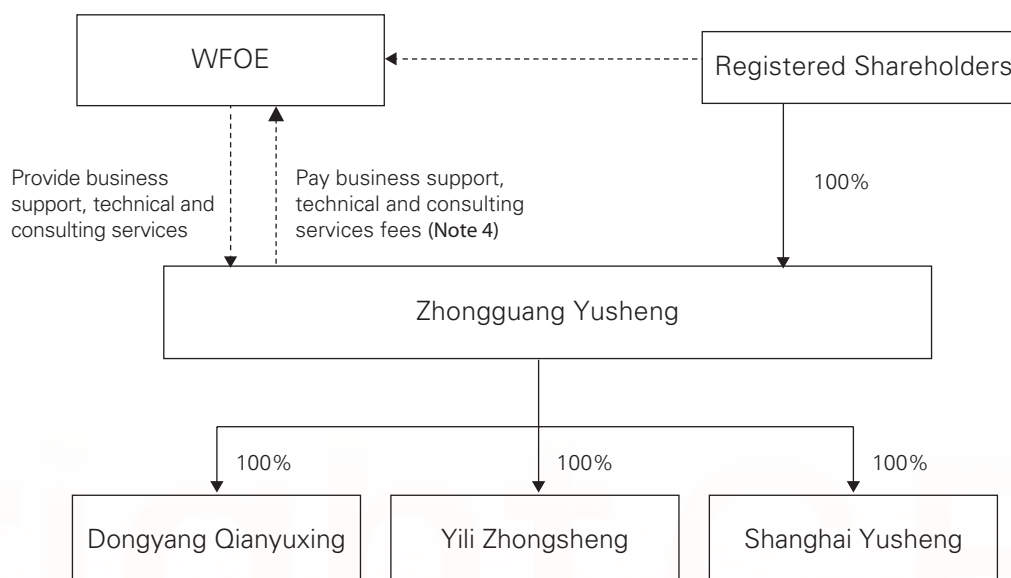 WFOE
Registered Shareholders
Provide business
support, technical and
consulting services
Pay business support,
technical and consulting
services fees (Note 4)
100%
Zhongguang Yusheng
100%
100%
100%
Dongyang Qianyuxing
Yili Zhongsheng
Shanghai Yusheng